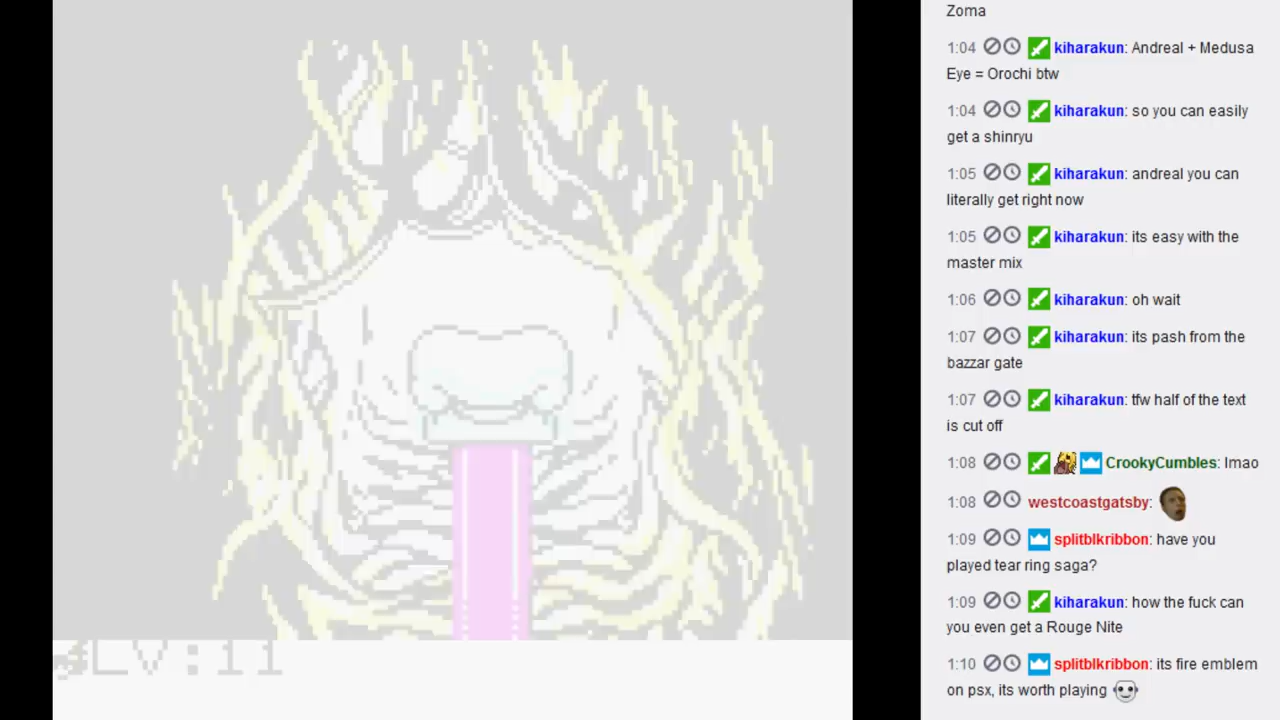 Zoma
1:04 kiharakun: Andreal + Medusa
Eye = Orochi btw
1:04 kiharakun: so you can easily
get a shinryu
1:05 kiharakun: andreal you can
literally get right now
1:05 kiharakun: its easy with the
master mix
1:06 kiharakun: oh wait
1:07 kiharakun: its pash from the
bazzar gate
1:07 kiharakun: tfw half of the text
is cut off
1:08 CrookyCumbles: lmao
1:08 westcoastgatsby:
1:09 splitblkribbon: have you
played tear ring saga?
1:09 kiharakun: how the fuck can
you even get a Rouge Nite
1:10 splitblkribbon: its fire emblem
on psx, its worth playing
LV:11